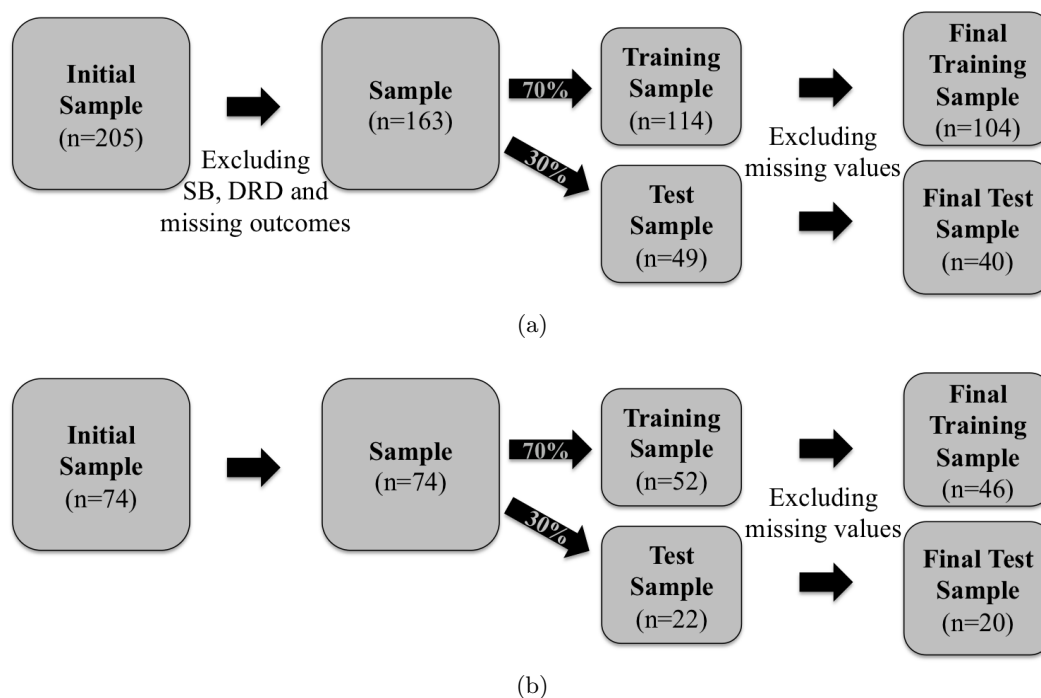 Initial
Sample
(n=205)
Excluding
SB, DRD and
missing outcomes
Sample
(n=163)
70%
30%
Training
Sample
(n=114)
Test
Sample
(n=49)
Excluding
missing values
Final
Training
Sample
(n=104)
Final Test
Sample
(n=40)
(a)
Initial
Sample
(n=74)
Sample
(n=74)
70%
30%
Training
Sample
(n=52)
Test
Sample
(n=22)
Excluding
missing values
Final
Training
Sample
(n=46)
Final Test
Sample
(n=20)
(b)